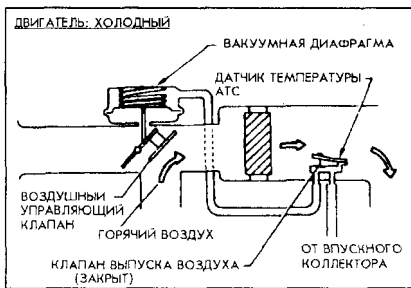 ДВИГАТЕЛЬ: ХОЛОДНЫЙ
ВАКУУМНАЯ ДИАФРАГМА
ДАТЧИК ТЕМПЕРАТУРЫ
АТС
ВОЗДУШНЫЙ
УПРАВЛЯЮЩИЙ
КЛАПАН
ГОРЯЧИЙ ВОЗДУХ
КЛАПАН ВЫПУСКА ВОЗДУХА
(ЗАКРЫТ)
ОТ ВПУСКНОГО
КОЛЛЕКТОРА